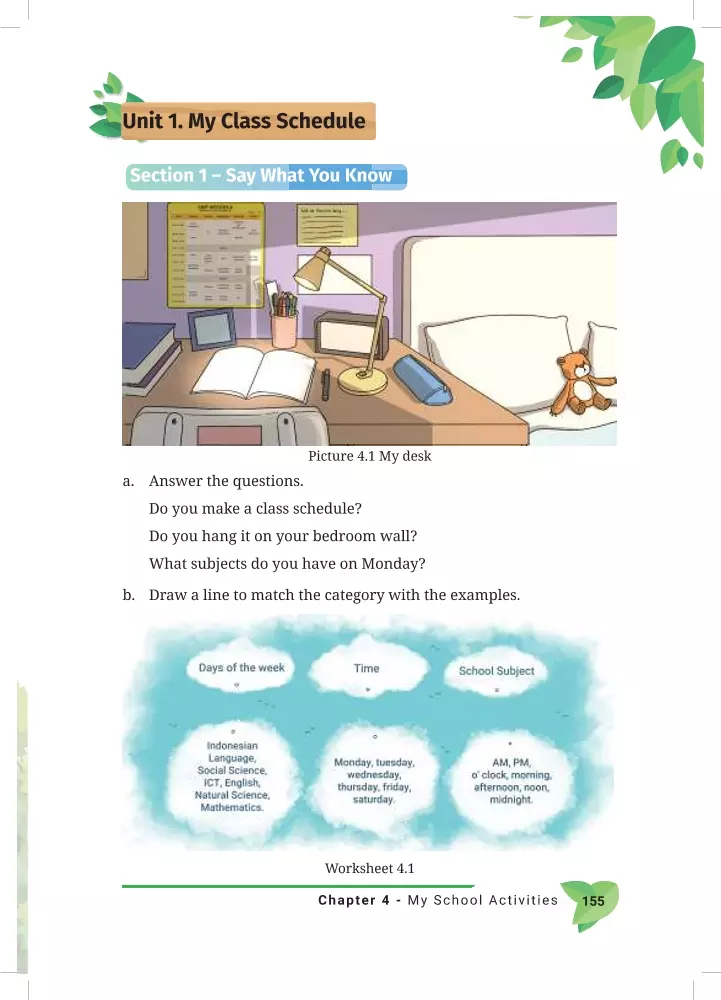 Unit 1. My Class Schedule
Section 1 – Say What You Know
Picture 4.1 My desk
a. Answer the questions.
Do you make a class schedule?
Do you hang it on your bedroom wall?
What subjects do you have on Monday?
b. Draw a line to match the category with the examples.
Days of the week
Time
School Subject
Indonesian
Language,
Social Science,
ICT, English,
Natural Science,
Mathematics.
Monday, tuesday,
wednesday,
thursday, friday,
saturday.
AM, PM,
o' clock, morning,
afternoon, noon,
midnight.
Worksheet 4.1
Chapter 4 - My School Activities
155